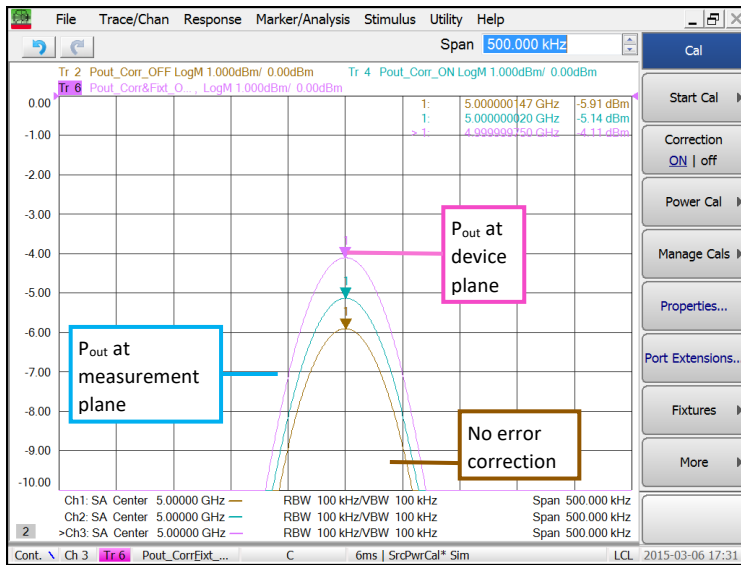 File Trace/Chan Response Marker/Analysis Stimulus Utility Help
Span 500.000 kHz
Tr 2 Pout_Corr_OFF LogM 1.000dBm/ 0.00dBm Tr 4 Pout_Corr_ON LogM 1.000dBm/ 0.00dBm
Tr 6 Pout_Corr&Fixt_O..., LogM 1.000dBm/ 0.00dBm
1: 5.000000147 GHz -5.91 dBm
1: 5.000000020 GHz -5.14 dBm
> 1: 4.999999750 GHz -4.11 dBm
0.00
-1.00
-2.00
-3.00
-4.00
-5.00
-6.00
-7.00
-8.00
-9.00
-10.00
1
1
1
Pout at
device
plane
Pout at
measurement
plane
No error
correction
Ch1: SA Center 5.00000 GHz — RBW 100 kHz/VBW 100 kHz Span 500.000 kHz
Ch2: SA Center 5.00000 GHz — RBW 100 kHz/VBW 100 kHz Span 500.000 kHz
>Ch3: SA Center 5.00000 GHz — RBW 100 kHz/VBW 100 kHz Span 500.000 kHz
2
Cont. Ch 3 Tr 6 Pout_CorrFixt_... C 6ms | SrcPwrCal* Sim LCL 2015-03-06 17:31
Cal
Start Cal
Correction
ON | off
Power Cal
Manage Cals
Properties...
Port Extensions..
Fixtures
More